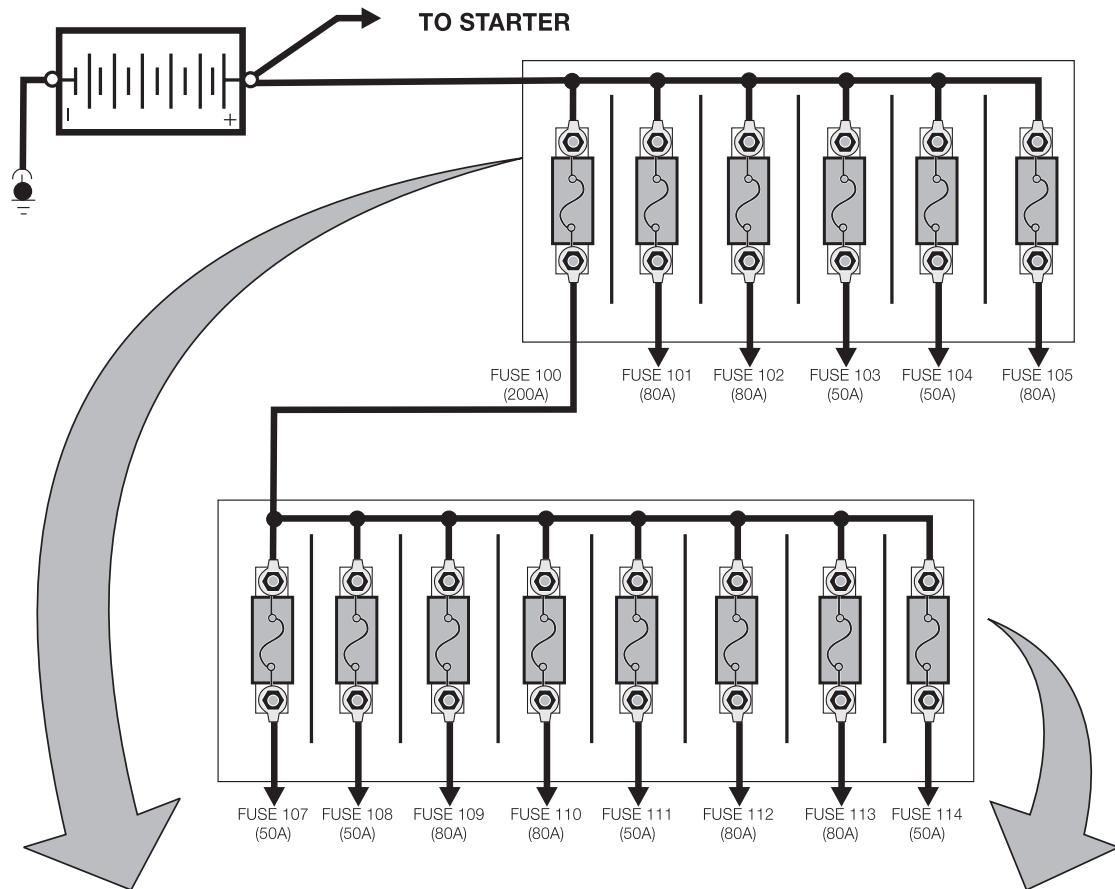 TO STARTER
– +
FUSE 100 FUSE 101 FUSE 102 FUSE 103 FUSE 104 FUSE 105
(200A) (80A) (80A) (50A) (50A) (80A)
FUSE 107 FUSE 108 FUSE 109 FUSE 110 FUSE 111 FUSE 112 FUSE 113 FUSE 114
(50A) (50A) (80A) (80A) (50A) (80A) (80A) (50A)